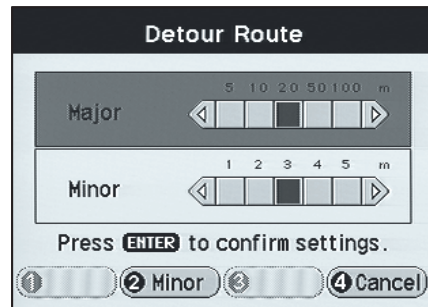 Detour Route
5 10 20 50 100 m
Major
1 2 3 4 5 m
Minor
Press ENTER to confirm settings.
1 2 Minor 3 4 Cancel